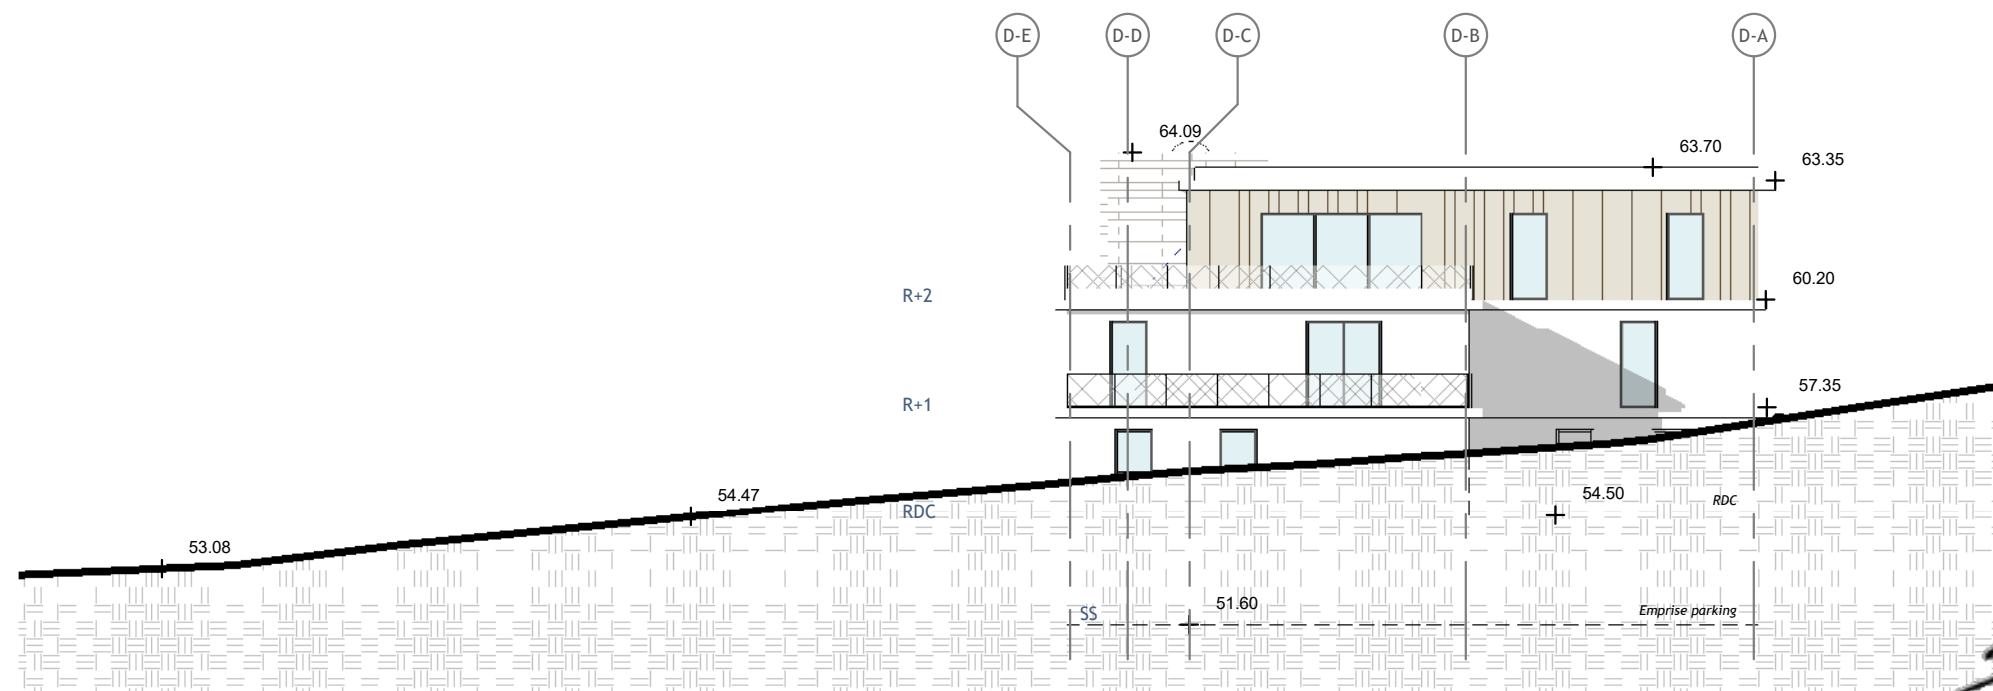 D-E D-D D-C D-B D-A
64.09
63.70
63.35
60.20
R+2
57.35
R+1
54.47
54.50
RDC
RDC
53.08
51.60
SS
Emprise parking